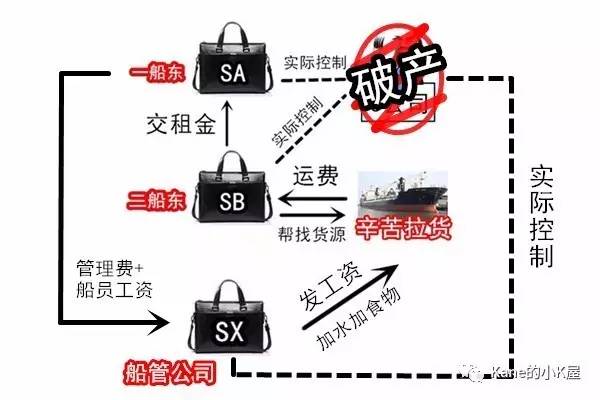 一船东
SA
实际控制
破产
公司
交租金
实际控制
二船东
SB
运费
帮找货源
辛苦拉货
实际控制
管理费+
船员工资
SX
发工资
加水加食物
船管公司
Kane的小K屋